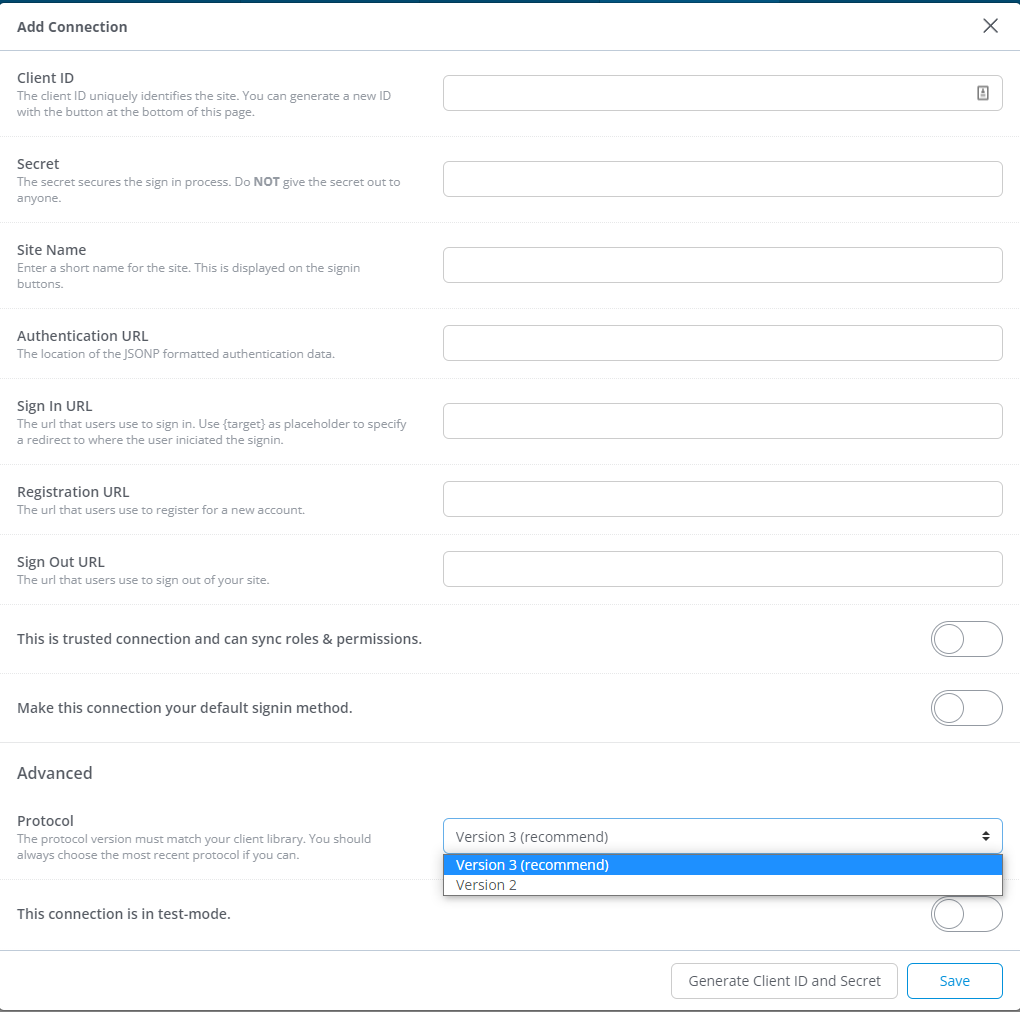 Add Connection
Client ID
The client ID uniquely identifies the site. You can generate a new ID
with the button at the bottom of this page.
Secret
The secret secures the sign in process. Do NOT give the secret out to
anyone.
Site Name
Enter a short name for the site. This is displayed on the signin
buttons.
Authentication URL
The location of the JSONP formatted authentication data.
Sign In URL
The url that users use to sign in. Use {target} as placeholder to specify
a redirect to where the user iniciated the signin.
Registration URL
The url that users use to register for a new account.
Sign Out URL
The url that users use to sign out of your site.
This is trusted connection and can sync roles & permissions.
Make this connection your default signin method.
Advanced
Protocol
The protocol version must match your client library. You should
always choose the most recent protocol if you can.
Version 3 (recommend)
Version 3 (recommend)
Version 2
This connection is in test-mode.
Generate Client ID and Secret
Save